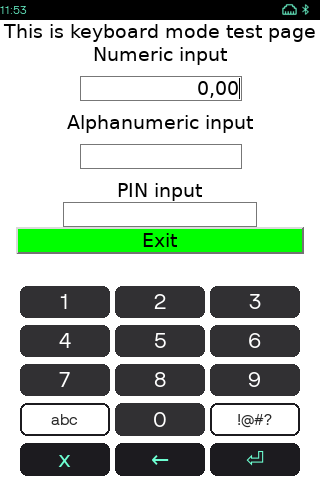 11:53
This is keyboard mode test page
Numeric input
0,00
Alphanumeric input
PIN input
Exit
1 2 3
4 5 6
7 8 9
abc 0 !@#?
x ←